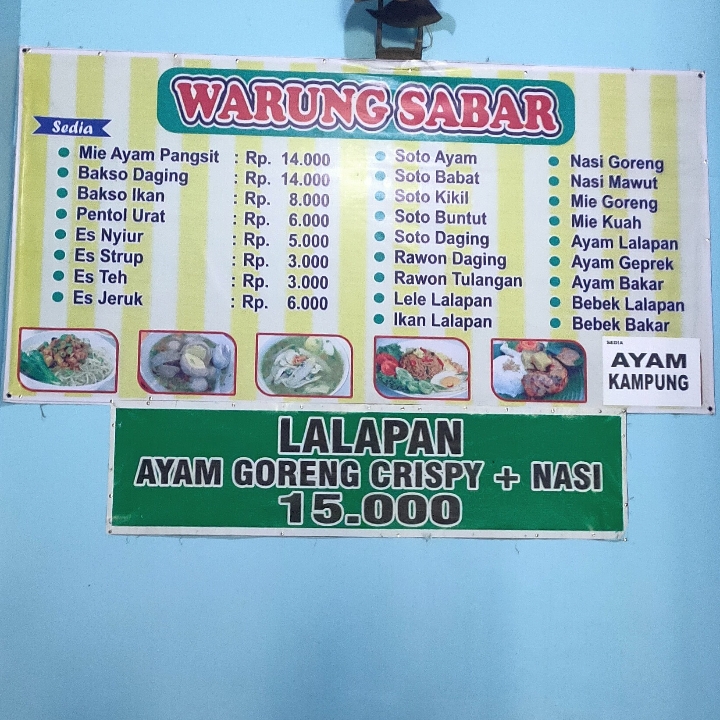 WARUNG SABAR
Sedia
Mie Ayam Pangsit : Rp. 14.000
Bakso Daging : Rp. 14.000
Bakso Ikan : Rp. 8.000
Pentol Urat : Rp. 6.000
Es Nyiur : Rp. 5.000
Es Strup : Rp. 3.000
Es Teh : Rp. 3.000
Es Jeruk : Rp. 6.000
Soto Ayam
Soto Babat
Soto Kikil
Soto Buntut
Soto Daging
Rawon Daging
Rawon Tulangan
Lele Lalapan
Ikan Lalapan
Nasi Goreng
Nasi Mawut
Mie Goreng
Mie Kuah
Ayam Lalapan
Ayam Geprek
Ayam Bakar
Bebek Lalapan
Bebek Bakar
SEDIA
AYAM
KAMPUNG
LALAPAN
AYAM GORENG CRISPY + NASI
15.000